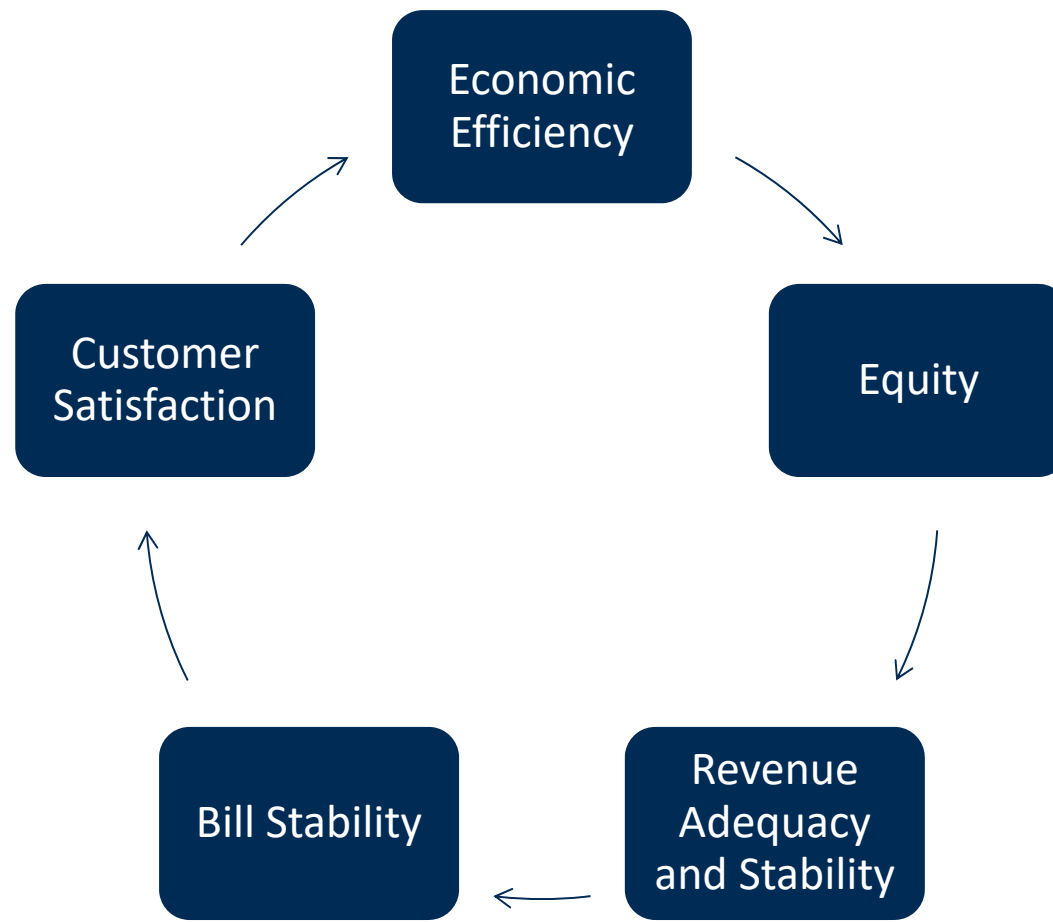 Economic
Efficiency
Equity
Revenue
Adequacy
and Stability
Bill Stability
Customer
Satisfaction